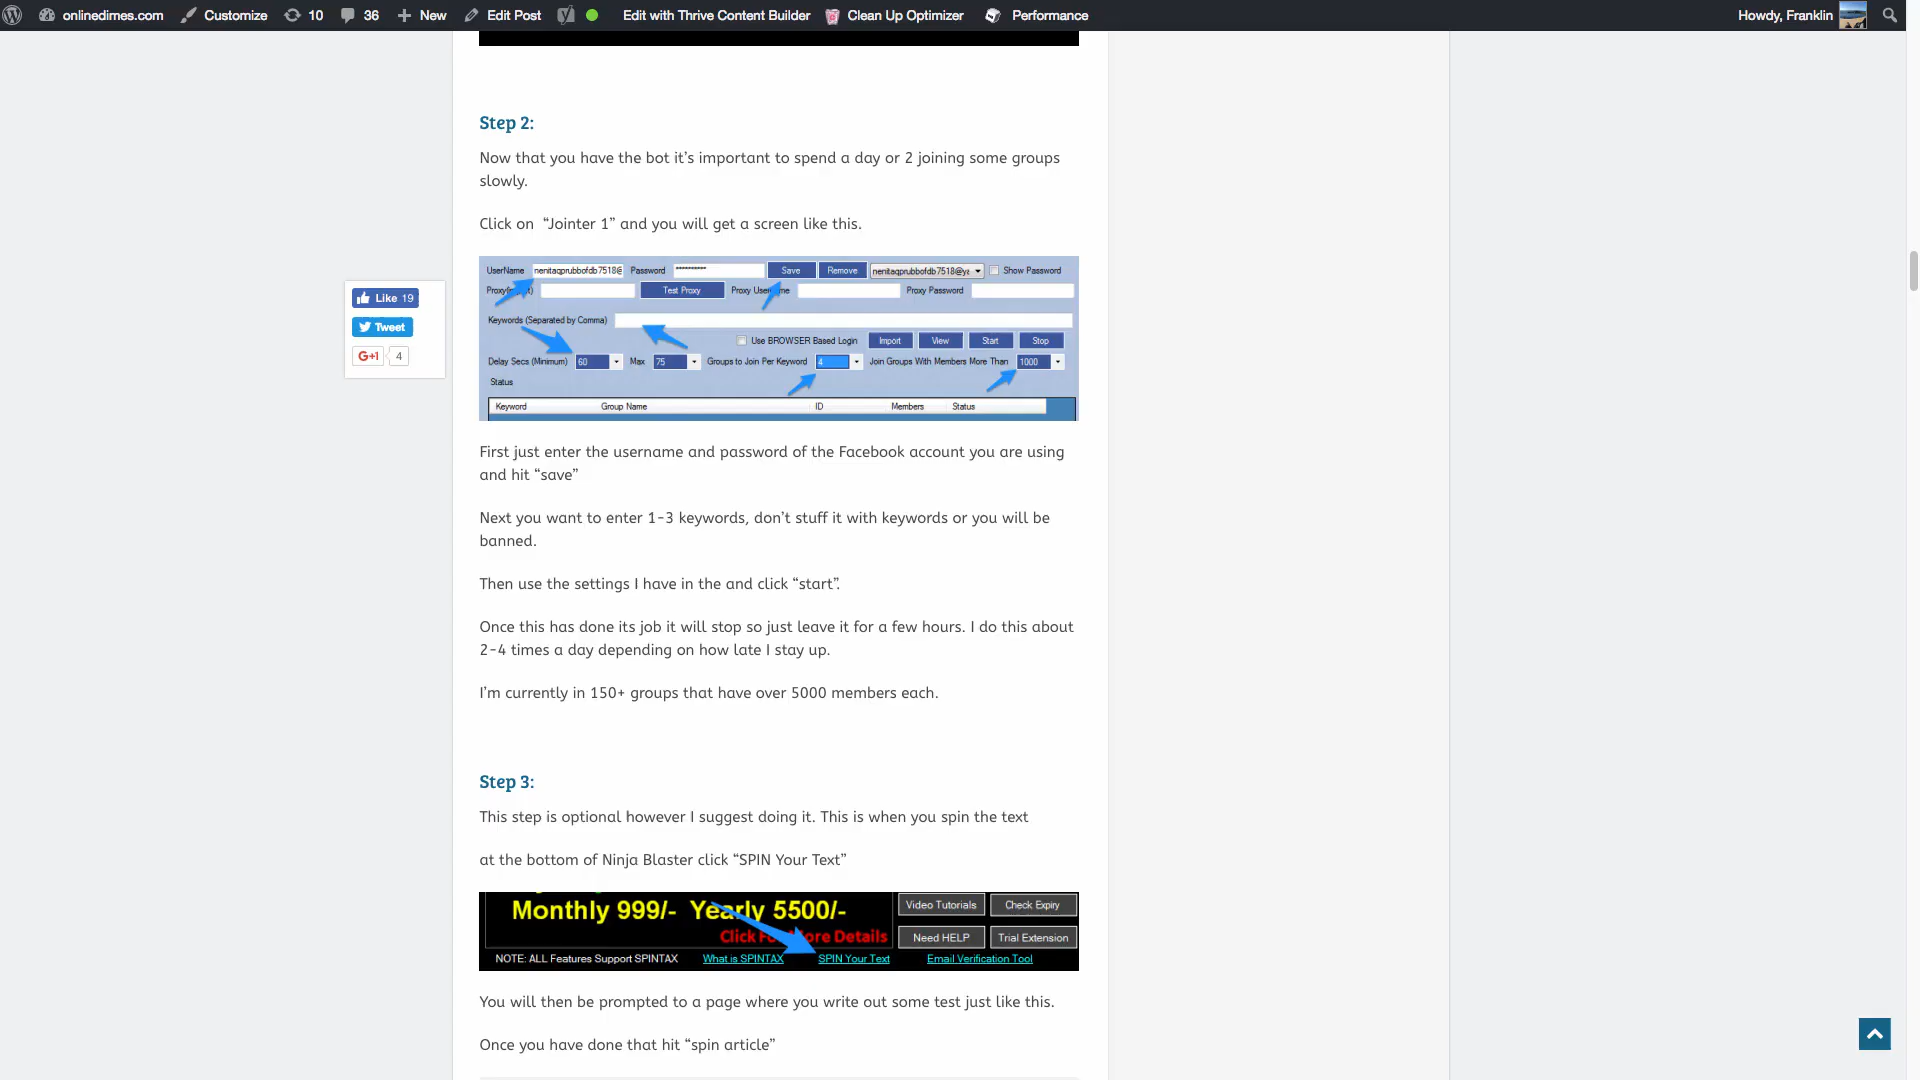 onlinedimes.com Customize 10 36 New Edit Post Edit with Thrive Content Builder Clean Up Optimizer Performance Howdy, Franklin
Step 2:
Now that you have the bot it’s important to spend a day or 2 joining some groups
slowly.
Click on “Jointer 1” and you will get a screen like this.
UserName nenitaqprubbofdb7518@ Password ********** Save Remove nenitaqprubbofdb7518@ya Show Password
Test Proxy Proxy Password
Keywords (Separated by Comma)
Use BROWSER Based Login Import View Start Stop
Delay Secs (Minimum) 60 Max 75 Groups to Join Per Keyword 4 Join Groups With Members More Than 1000
Status
Keyword Group Name ID Members Status
Like 19
Tweet
G+1 4
First just enter the username and password of the Facebook account you are using
and hit “save”
Next you want to enter 1-3 keywords, don’t stuff it with keywords or you will be
banned.
Then use the settings I have in the and click “start”.
Once this has done its job it will stop so just leave it for a few hours. I do this about
2-4 times a day depending on how late I stay up.
I’m currently in 150+ groups that have over 5000 members each.
Step 3:
This step is optional however I suggest doing it. This is when you spin the text
at the bottom of Ninja Blaster click “SPIN Your Text”
Monthly 999/- Yearly 5500/-
Video Tutorials Check Expiry
Click More Details
Need HELP Trial Extension
NOTE: ALL Features Support SPINTAX What is SPINTAX SPIN Your Text Email Verification Tool
You will then be prompted to a page where you write out some test just like this.
Once you have done that hit “spin article”